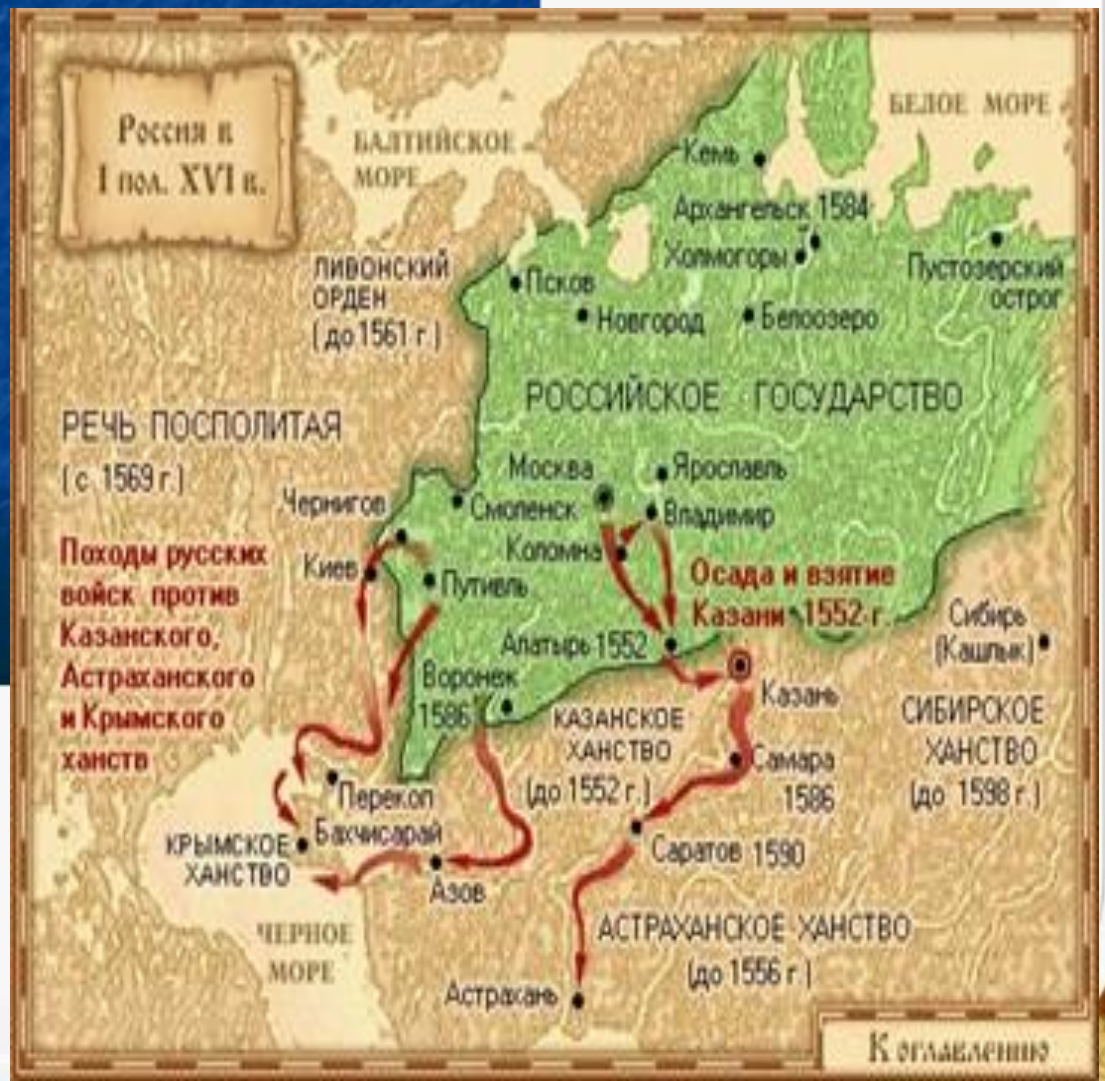 Россия в
I пол. XVI в.
БАЛТИЙСКОЕ
МОРЕ
БЕЛОЕ МОРЕ
Кемь
Архангельск 1584
Холмогоры
Пустозерский
острог
ЛИВОНСКИЙ
ОРДЕН
(до 1561 г.)
Псков
Новгород
Белоозеро
РОССИЙСКОЕ ГОСУДАРСТВО
РЕЧЬ ПОСПОЛИТАЯ
(с 1569 г.)
Москва
Ярославль
Чернигов
Смоленск
Владимир
Коломна
Киев
Путивль
Походы русских
войск против
Казанского,
Астраханского
и Крымского
ханств
Осада и взятие
Казани 1552 г.
Сибирь
(Кашлык)
Алатырь 1552
Воронеж
1586
Казань
КАЗАНСКОЕ
ХАНСТВО
(до 1552 г.)
СИБИРСКОЕ
ХАНСТВО
(до 1598 г.)
Самара
1586
Перекоп
Бахчисарай
КРЫМСКОЕ
ХАНСТВО
Азов
Саратов 1590
ЧЕРНОЕ
МОРЕ
АСТРАХАНСКОЕ ХАНСТВО
(до 1556 г.)
Астрахань
К оглавлению